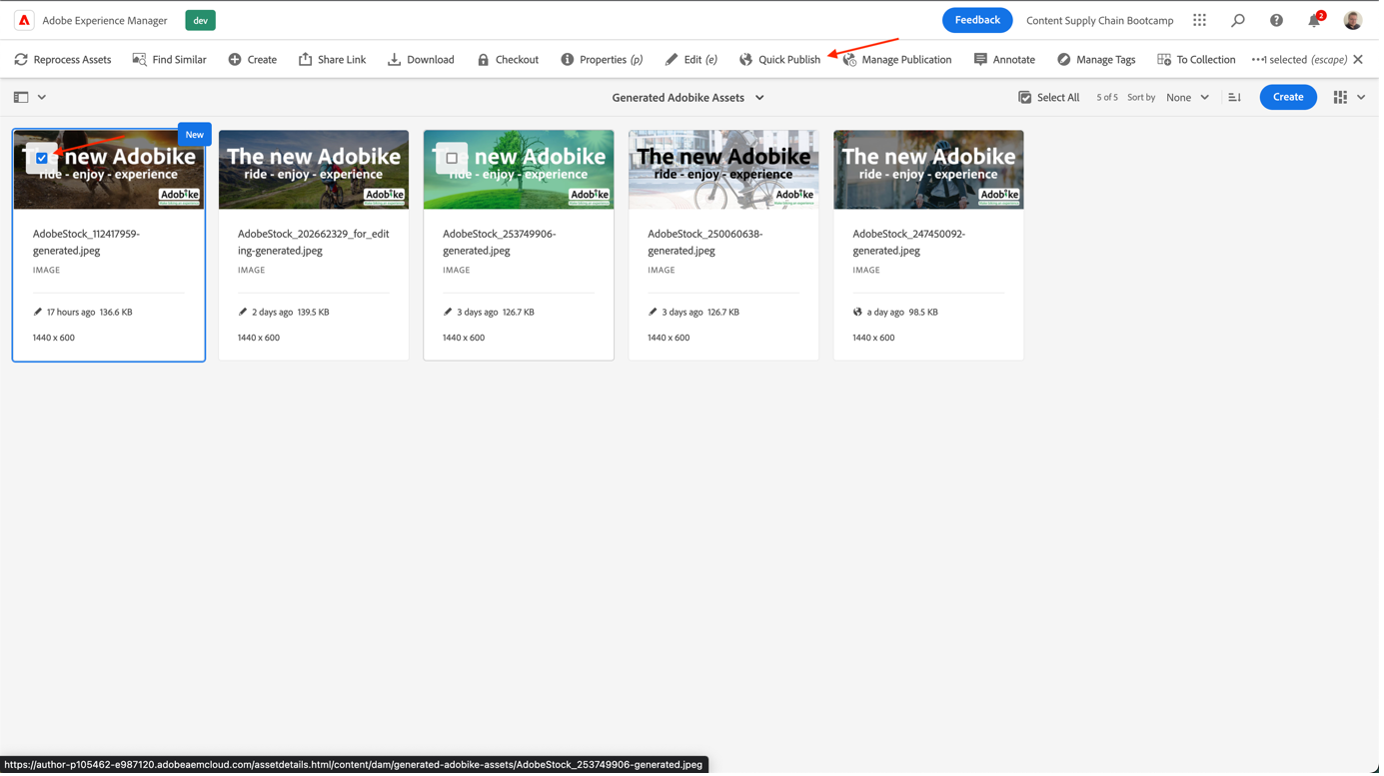 Adobe Experience Manager
dev
Feedback
Content Supply Chain Bootcamp
2
Reprocess Assets
Find Similar
Create
Share Link
Download
Checkout
Properties (p)
Edit (e)
Quick Publish
Manage Publication
Annotate
Manage Tags
To Collection
1 selected (escape)
Generated Adobike Assets
Select All
5 of 5
Sort by
None
Create
New
new Adobike
ride - enjoy - experience
Adobike
AdobeStock_112417959-
generated.jpeg
IMAGE
17 hours ago 136.6 KB
1440 x 600
The new Adobike
ride - enjoy - experience
Adobike
AdobeStock_202662329_for_edit
ing-generated.jpeg
IMAGE
2 days ago 139.5 KB
1440 x 600
new Adobike
ride - enjoy - experience
Adobike
AdobeStock_253749906-
generated.jpeg
IMAGE
3 days ago 126.7 KB
1440 x 600
The new Adobike
ride - enjoy - experience
Adobike
AdobeStock_250060638-
generated.jpeg
IMAGE
3 days ago 126.7 KB
1440 x 600
The new Adobike
ride - enjoy - experience
Adobike
AdobeStock_247450092-
generated.jpeg
IMAGE
a day ago 98.5 KB
1440 x 600
https://author-p105462-e987120.adobeaemcloud.com/assetdetails.html/content/dam/generated-adobike-assets/AdobeStock_253749906-generated.jpeg